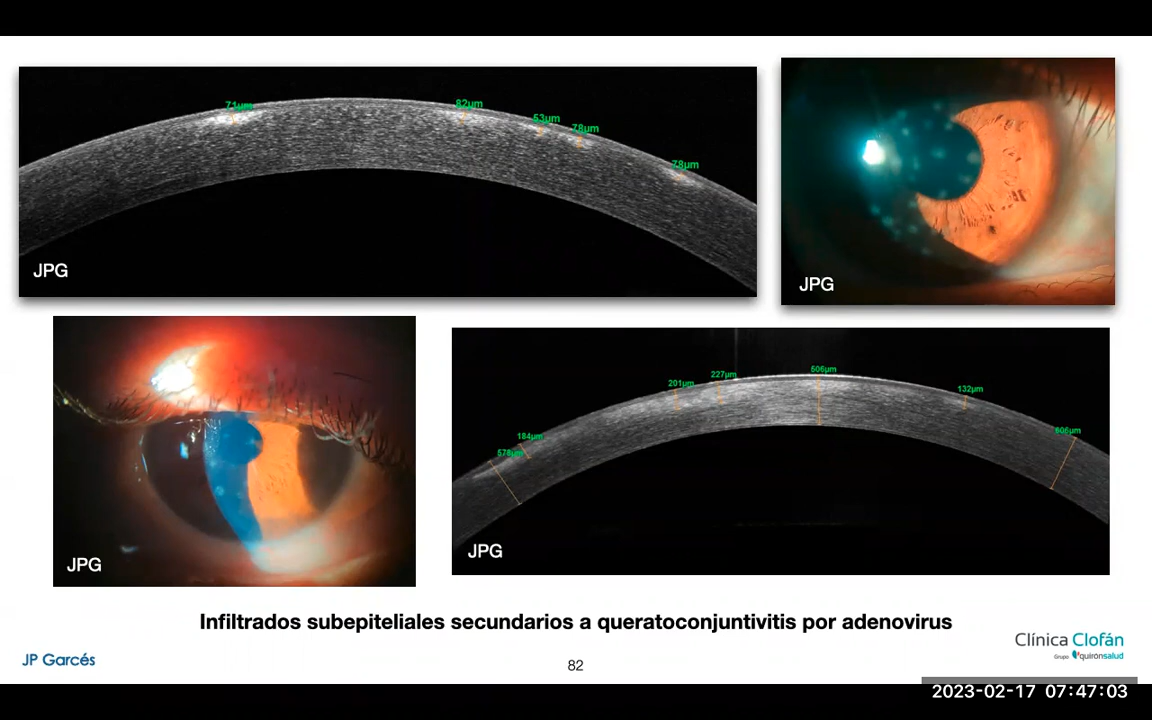 71µm
82µm
53µm
78µm
78µm
JPG
JPG
JPG
201µm
227µm
506µm
132µm
184µm
578µm
606µm
JPG
Infiltrados subepiteliales secundarios a queratoconjuntivitis por adenovirus
JP Garcés
82
Clínica Clofán
Grupo quirónsalud
2023-02-17 07:47:03